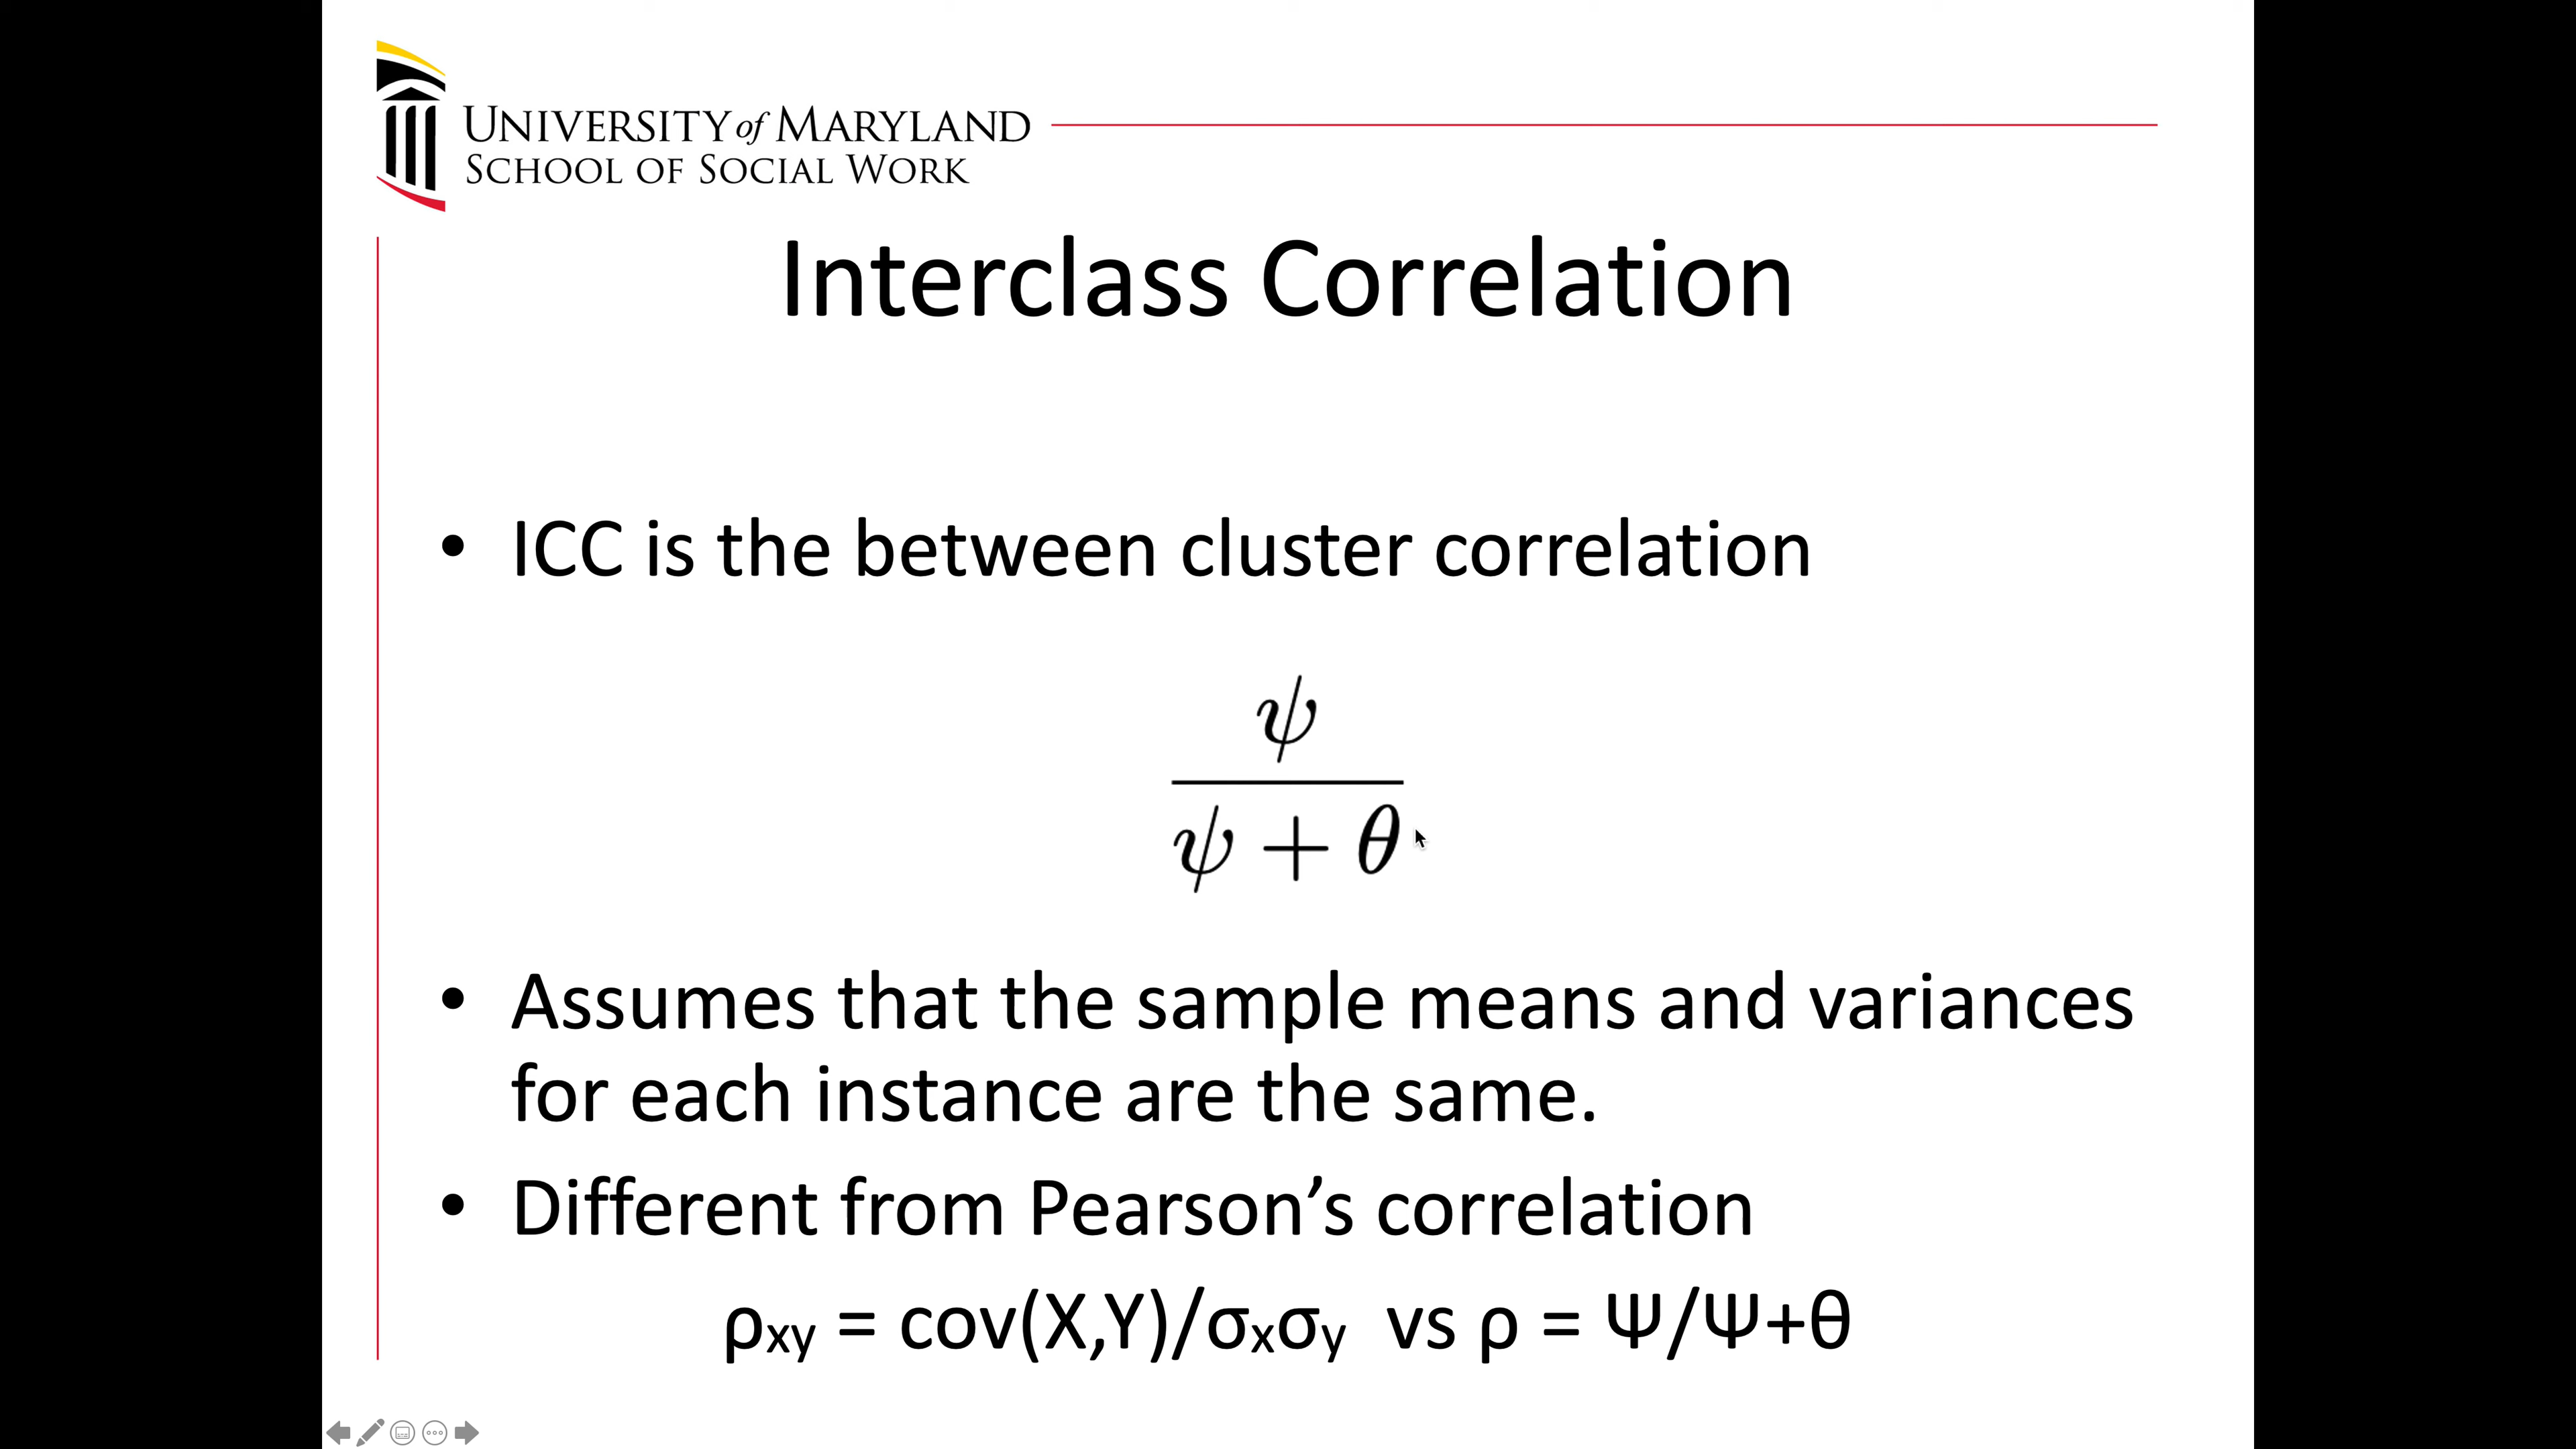 UNIVERSITY of MARYLAND
SCHOOL OF SOCIAL WORK
Interclass Correlation
• ICC is the between cluster correlation
ψ
ψ + θ
• Assumes that the sample means and variances
for each instance are the same.
• Different from Pearson’s correlation
ρxy = cov(X,Y)/σxσy vs ρ = Ψ/Ψ+θ